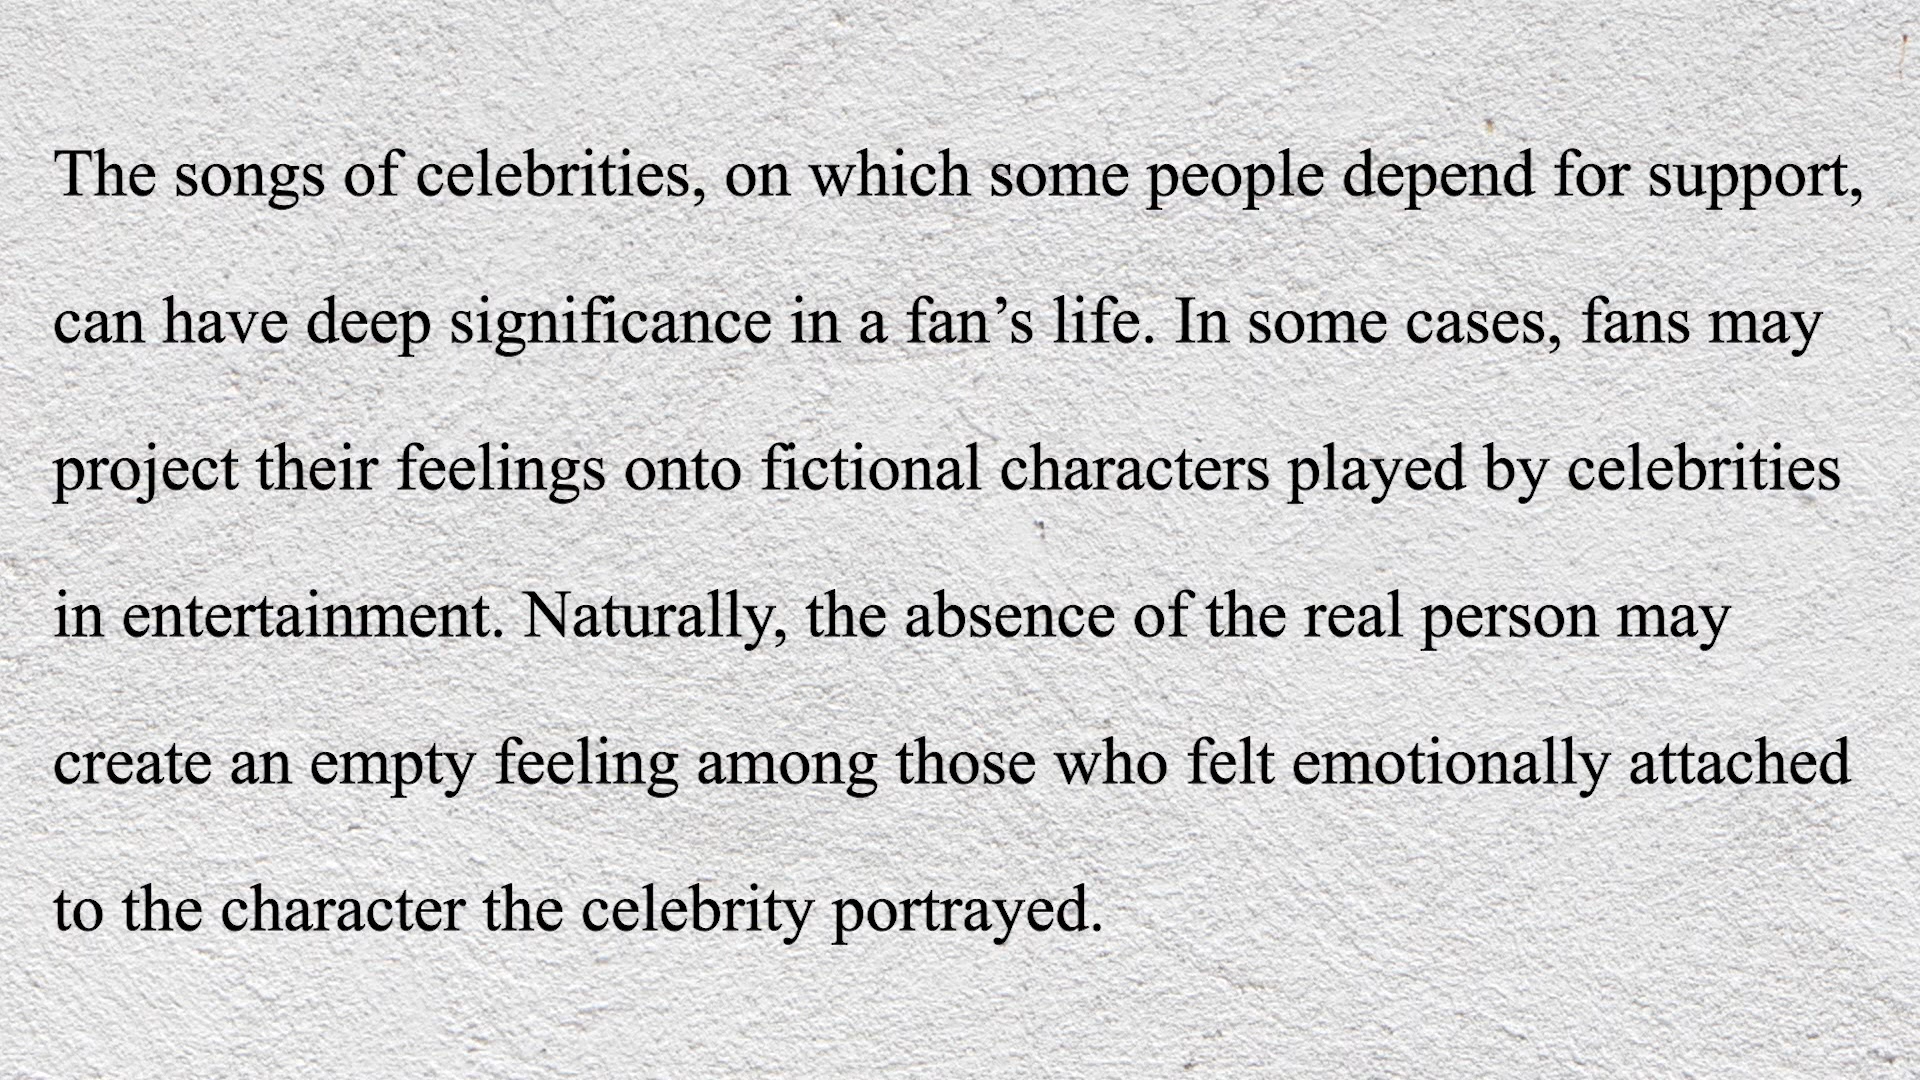 The songs of celebrities, on which some people depend for support,
can have deep significance in a fan’s life. In some cases, fans may
project their feelings onto fictional characters played by celebrities
in entertainment. Naturally, the absence of the real person may
create an empty feeling among those who felt emotionally attached
to the character the celebrity portrayed.